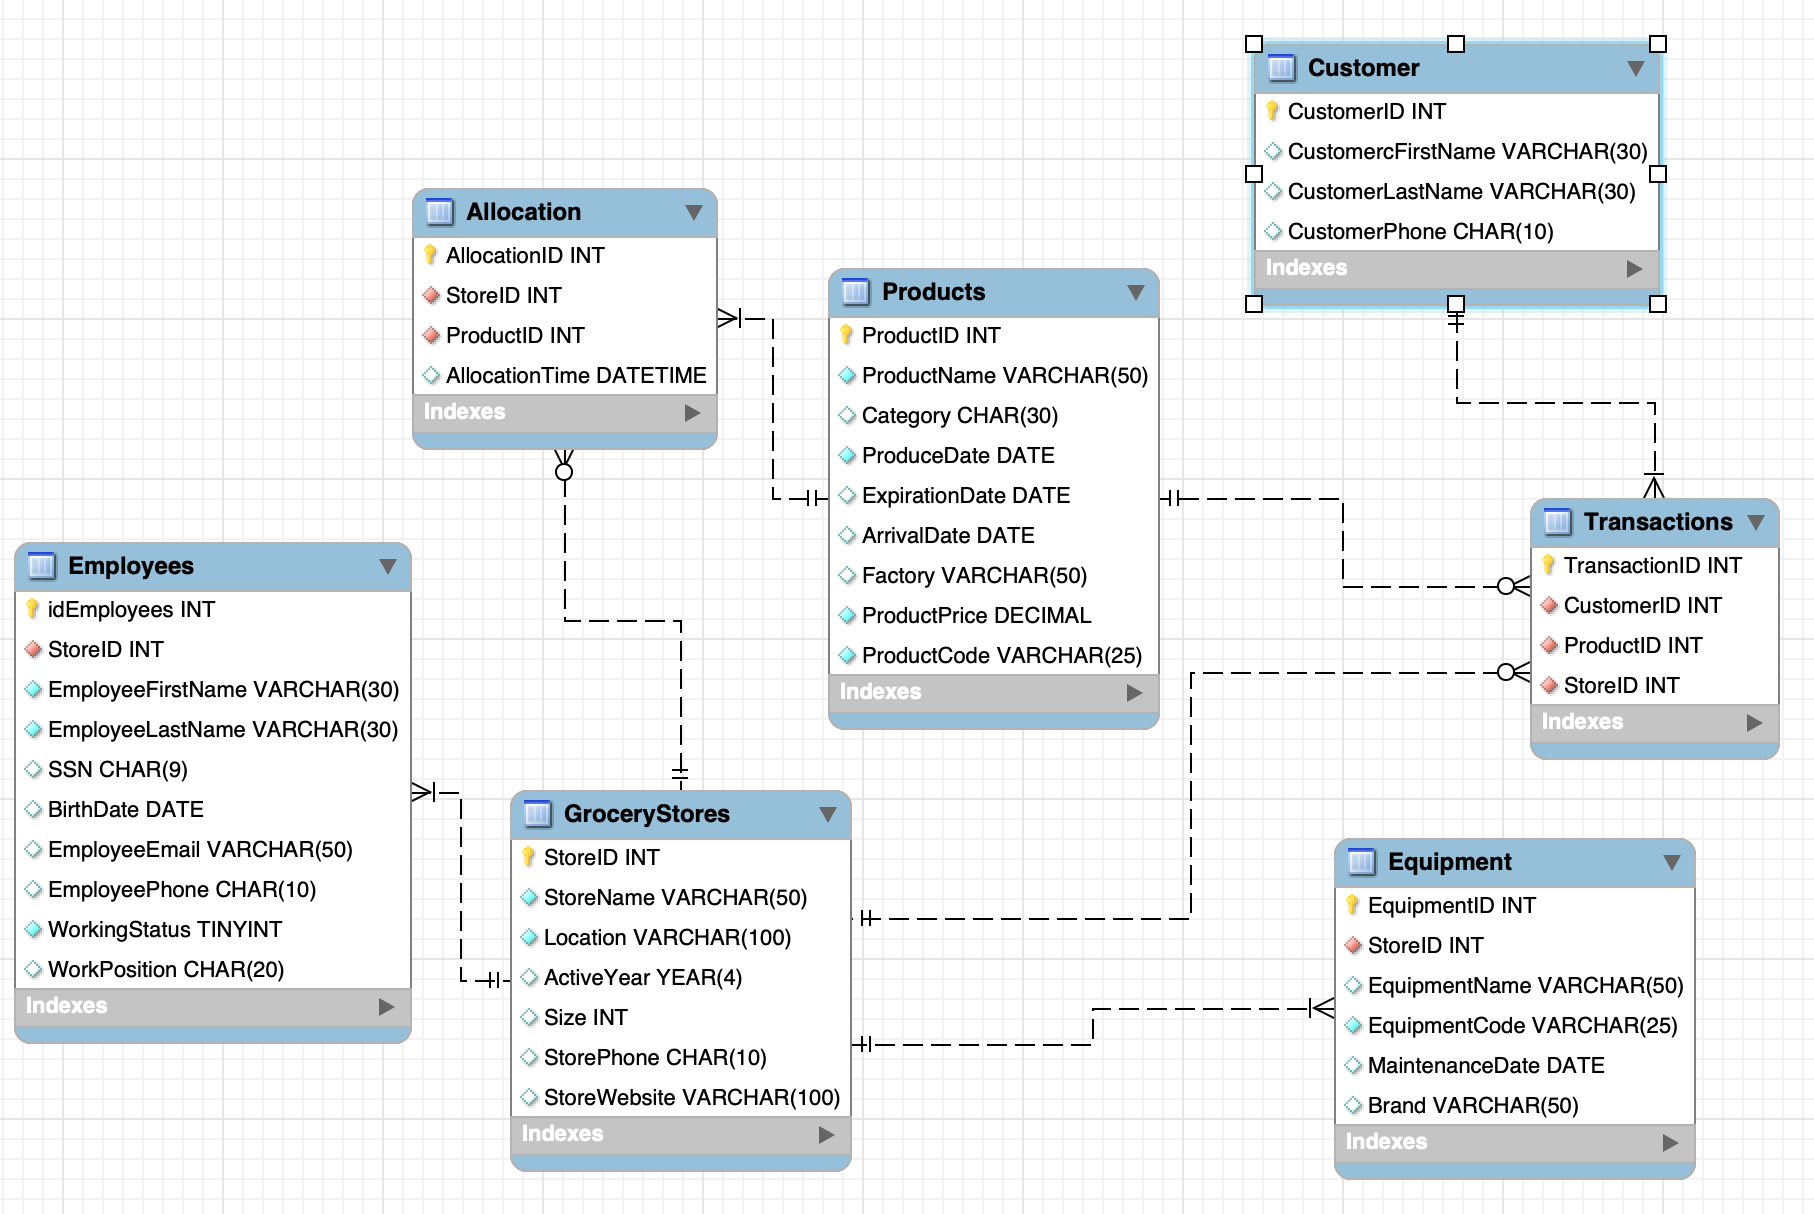 Customer
CustomerID INT
CustomercFirstName VARCHAR(30)
CustomerLastName VARCHAR(30)
CustomerPhone CHAR(10)
Indexes
Allocation
AllocationID INT
StoreID INT
ProductID INT
AllocationTime DATETIME
Indexes
Products
ProductID INT
ProductName VARCHAR(50)
Category CHAR(30)
ProduceDate DATE
ExpirationDate DATE
ArrivalDate DATE
Factory VARCHAR(50)
ProductPrice DECIMAL
ProductCode VARCHAR(25)
Indexes
Transactions
TransactionID INT
CustomerID INT
ProductID INT
StoreID INT
Indexes
Employees
idEmployees INT
StoreID INT
EmployeeFirstName VARCHAR(30)
EmployeeLastName VARCHAR(30)
SSN CHAR(9)
BirthDate DATE
EmployeeEmail VARCHAR(50)
EmployeePhone CHAR(10)
WorkingStatus TINYINT
WorkPosition CHAR(20)
Indexes
GroceryStores
StoreID INT
StoreName VARCHAR(50)
Location VARCHAR(100)
ActiveYear YEAR(4)
Size INT
StorePhone CHAR(10)
StoreWebsite VARCHAR(100)
Indexes
Equipment
EquipmentID INT
StoreID INT
EquipmentName VARCHAR(50)
EquipmentCode VARCHAR(25)
MaintenanceDate DATE
Brand VARCHAR(50)
Indexes